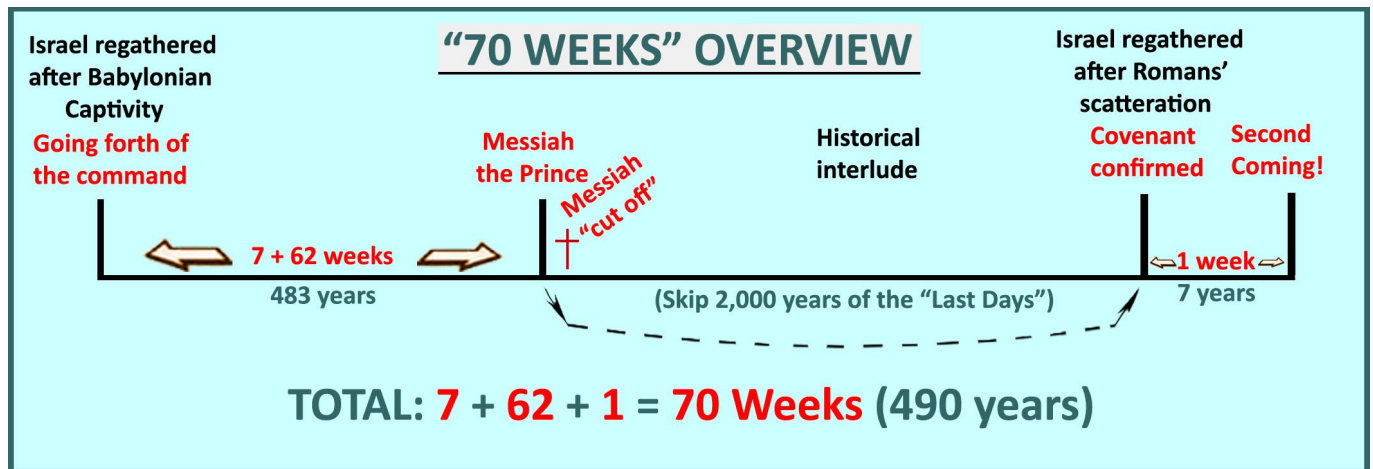 “70 WEEKS” OVERVIEW
Israel regathered
after Babylonian
Captivity
Going forth of
the command
Messiah
the Prince
Messiah
“cut off”
Historical
interlude
Israel regathered
after Romans’
scatteration
Covenant
confirmed
Second
Coming!
7 + 62 weeks
483 years
(Skip 2,000 years of the “Last Days”)
1 week
7 years
TOTAL: 7 + 62 + 1 = 70 Weeks (490 years)